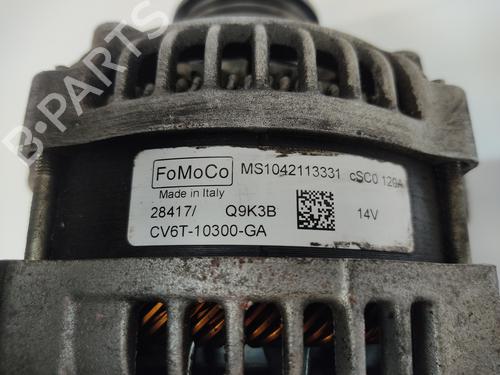 B-PARTS
FoMoCo MS1042113331 cSC0 120A
Made in Italy
28417/ Q9K3B 14V
CV6T-10300-GA